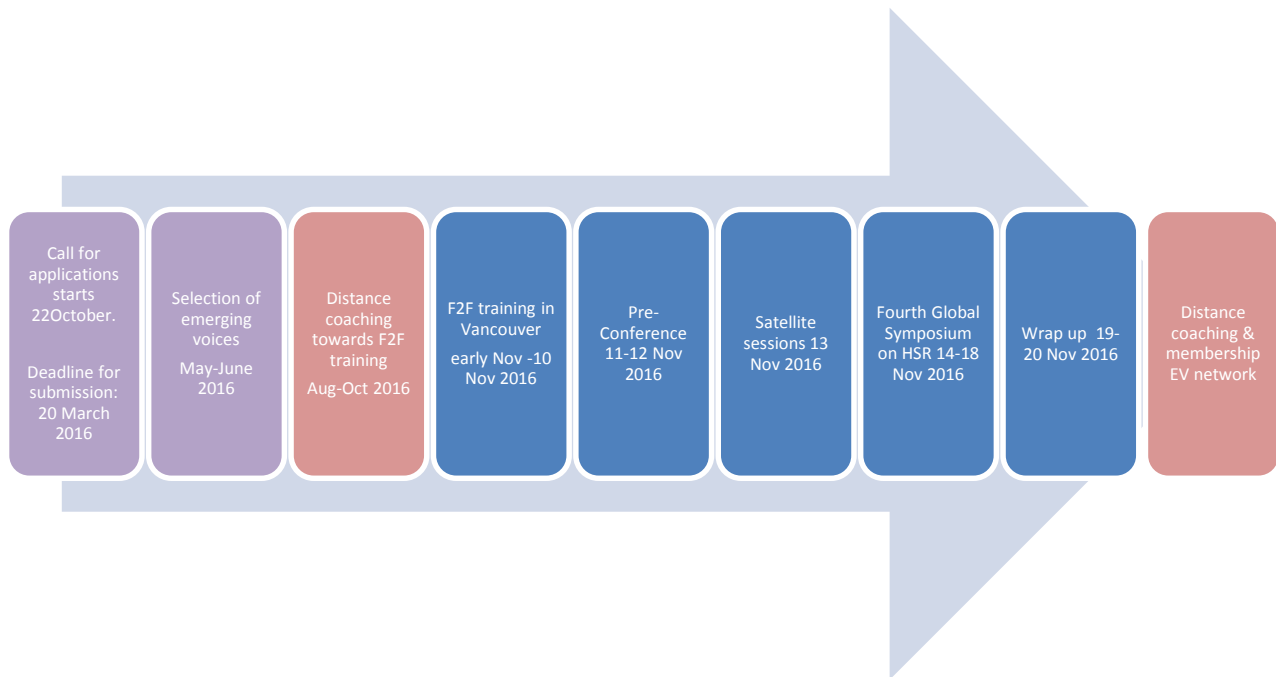 Call for
applications
starts
22October.
Deadline for
submission:
20 March
2016
Selection of
emerging
voices
May-June
2016
Distance
coaching
towards F2F
training
Aug-Oct 2016
F2F training in
Vancouver
early Nov -10
Nov 2016
Pre-
Conference
11-12 Nov
2016
Satellite
sessions 13
Nov 2016
Fourth Global
Symposium
on HSR 14-18
Nov 2016
Wrap up  19-
20 Nov 2016
Distance
coaching &
membership
EV network